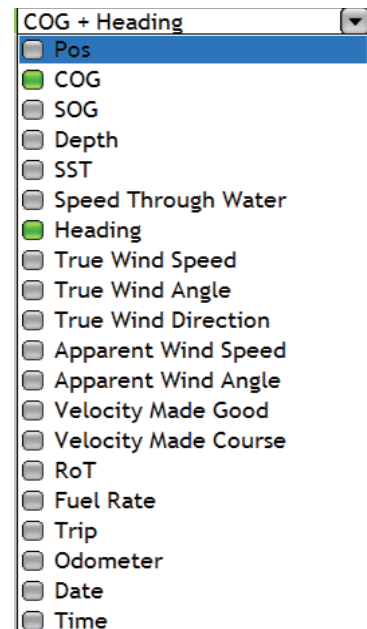 COG + Heading
Pos
COG
SOG
Depth
SST
Speed Through Water
Heading
True Wind Speed
True Wind Angle
True Wind Direction
Apparent Wind Speed
Apparent Wind Angle
Velocity Made Good
Velocity Made Course
RoT
Fuel Rate
Trip
Odometer
Date
Time